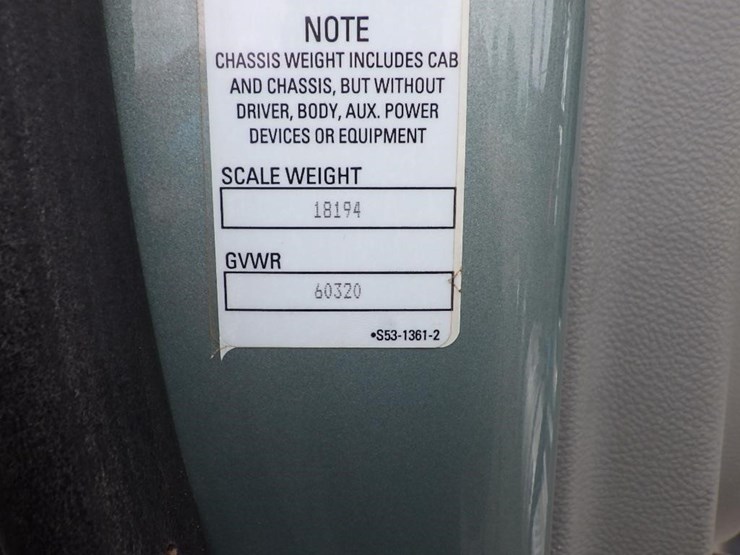 NOTE
CHASSIS WEIGHT INCLUDES CAB
AND CHASSIS, BUT WITHOUT
DRIVER, BODY, AUX. POWER
DEVICES OR EQUIPMENT
SCALE WEIGHT
18194
GVWR
60320
•S53-1361-2